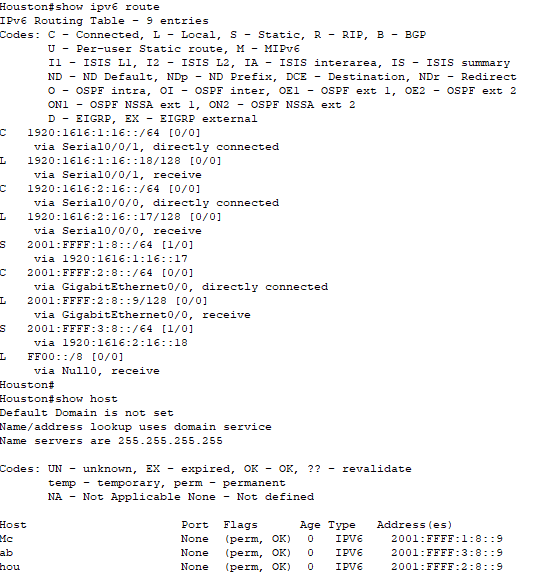 Houston#show ipv6 route
IPv6 Routing Table - 9 entries
Codes: C - Connected, L - Local, S - Static, R - RIP, B - BGP
U - Per-user Static route, M - MIPv6
I1 - ISIS L1, I2 - ISIS L2, IA - ISIS interarea, IS - ISIS summary
ND - ND Default, NDp - ND Prefix, DCE - Destination, NDr - Redirect
O - OSPF intra, OI - OSPF inter, OE1 - OSPF ext 1, OE2 - OSPF ext 2
ON1 - OSPF NSSA ext 1, ON2 - OSPF NSSA ext 2
D - EIGRP, EX - EIGRP external
C 1920:1616:1:16::/64 [0/0]
via Serial0/0/1, directly connected
L 1920:1616:1:16::18/128 [0/0]
via Serial0/0/1, receive
C 1920:1616:2:16::/64 [0/0]
via Serial0/0/0, directly connected
L 1920:1616:2:16::17/128 [0/0]
via Serial0/0/0, receive
S 2001:FFFF:1:8::/64 [1/0]
via 1920:1616:1:16::17
C 2001:FFFF:2:8::/64 [0/0]
via GigabitEthernet0/0, directly connected
L 2001:FFFF:2:8::9/128 [0/0]
via GigabitEthernet0/0, receive
S 2001:FFFF:3:8::/64 [1/0]
via 1920:1616:2:16::18
L FF00::/8 [0/0]
via Null0, receive
Houston#
Houston#show host
Default Domain is not set
Name/address lookup uses domain service
Name servers are 255.255.255.255
Codes: UN - unknown, EX - expired, OK - OK, ?? - revalidate
temp - temporary, perm - permanent
NA - Not Applicable None - Not defined
Host Port Flags Age Type Address(es)
Mc None (perm, OK) 0 IPV6 2001:FFFF:1:8::9
ab None (perm, OK) 0 IPV6 2001:FFFF:3:8::9
hou None (perm, OK) 0 IPV6 2001:FFFF:2:8::9